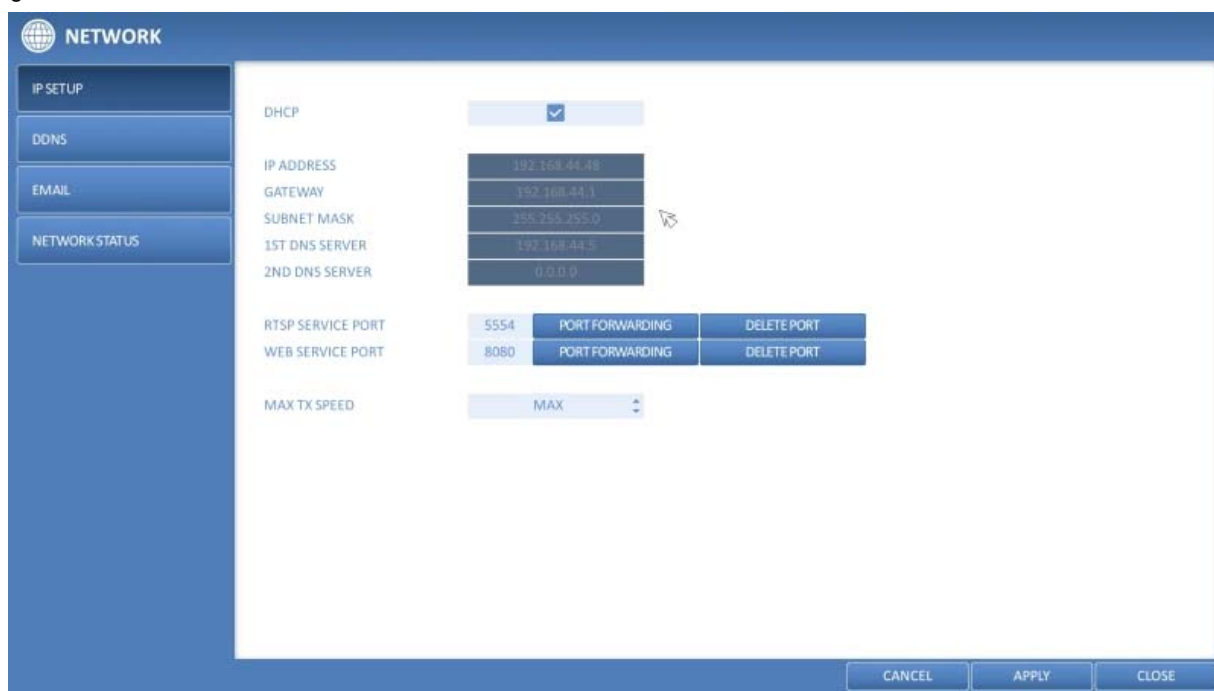 NETWORK
IP SETUP
DDNS
EMAIL
NETWORK STATUS
DHCP
IP ADDRESS 192.168.44.48
GATEWAY 192.168.44.1
SUBNET MASK 255.255.255.0
1ST DNS SERVER 192.168.44.5
2ND DNS SERVER 0.0.0.0
RTSP SERVICE PORT 5554 PORT FORWARDING DELETE PORT
WEB SERVICE PORT 8080 PORT FORWARDING DELETE PORT
MAX TX SPEED MAX
CANCEL APPLY CLOSE